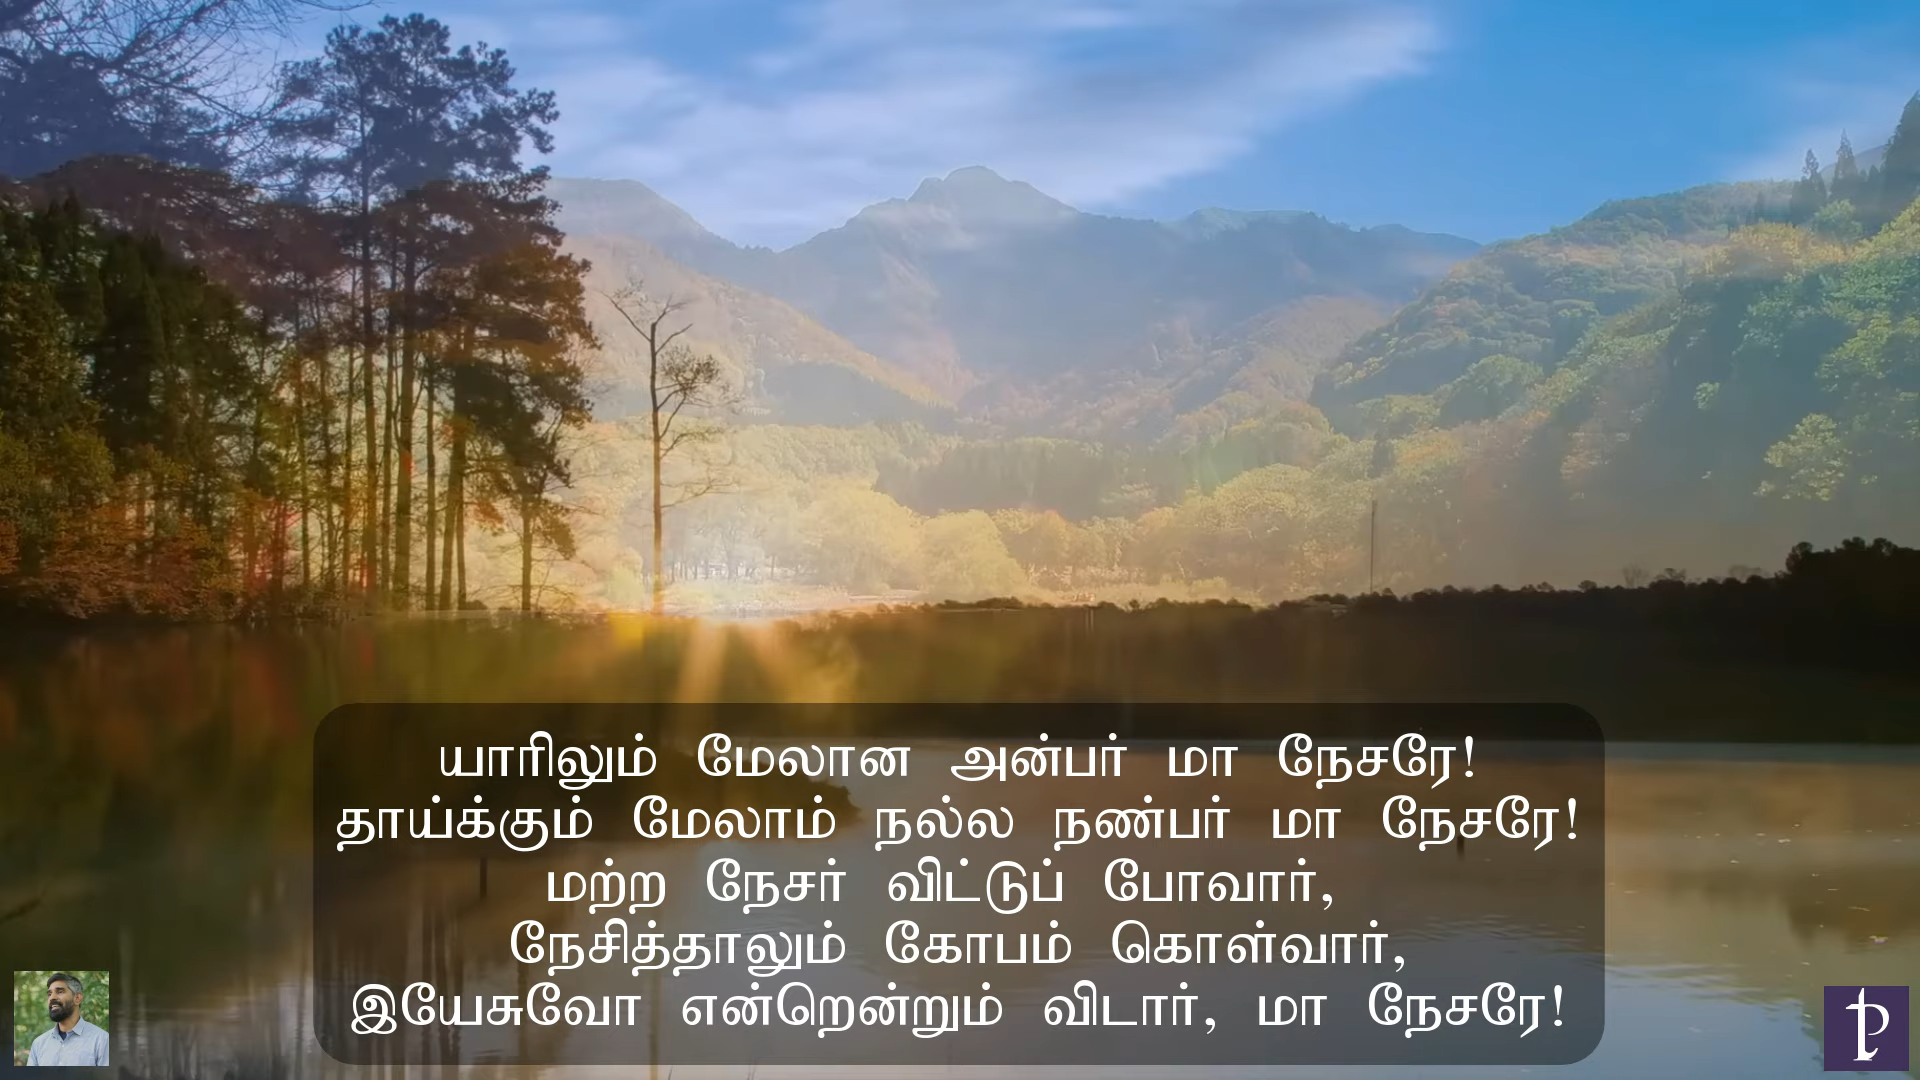 யாரிலும் மேலான அன்பர் மா நேசரே!
தாய்க்கும் மேலாம் நல்ல நண்பர் மா நேசரே!
மற்ற நேசர் விட்டுப் போவார்,
நேசித்தாலும் கோபம் கொள்வார்,
இயேசுவோ என்றென்றும் விடார், மா நேசரே!